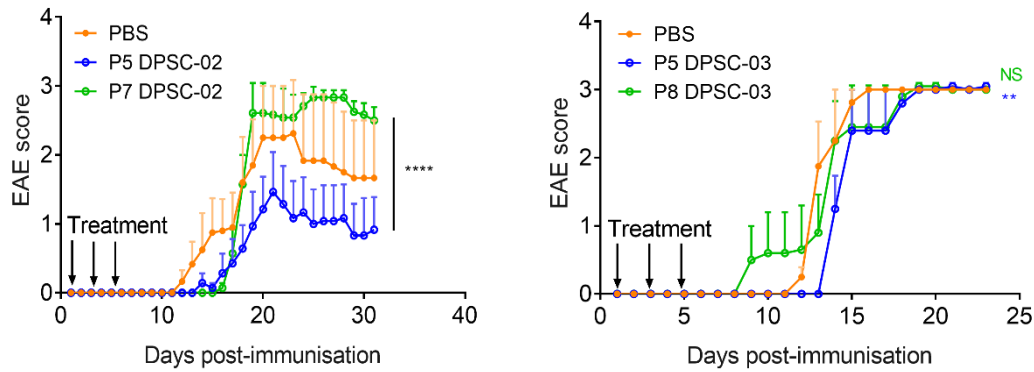 PBS
P5 DPSC-02
P7 DPSC-02
EAE score
4
3
2
1
0
Treatment
****
0 10 20 30 40
Days post-immunisation
PBS
P5 DPSC-03
P8 DPSC-03
NS
**
EAE score
4
3
2
1
0
Treatment
0 5 10 15 20 25
Days post-immunisation